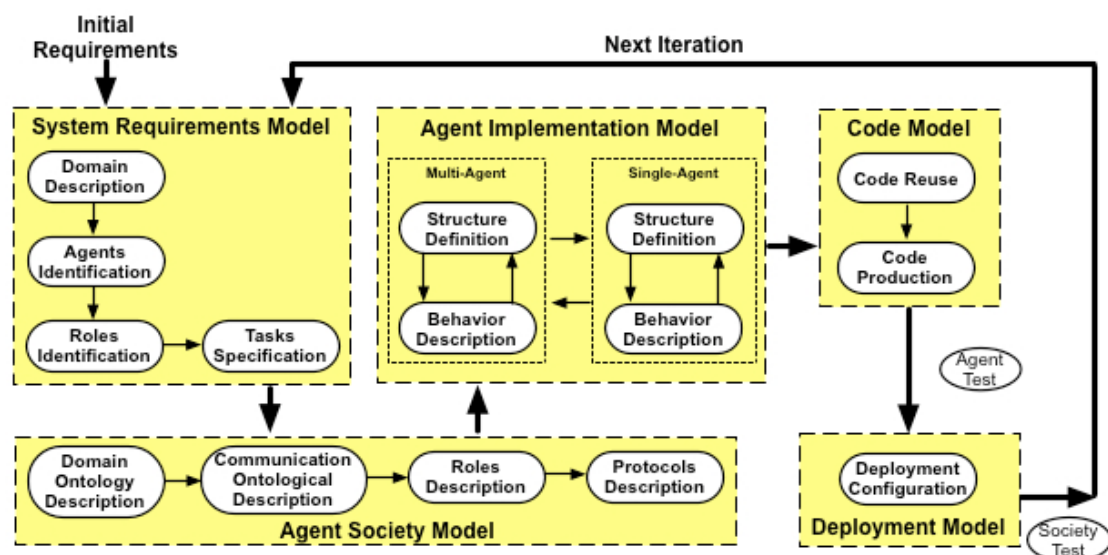 Initial
Requirements
Next Iteration
System Requirements Model
Domain
Description
Agents
Identification
Roles
Identification
Tasks
Specification
Agent Implementation Model
Multi-Agent
Structure
Definition
Behavior
Description
Single-Agent
Structure
Definition
Behavior
Description
Code Model
Code Reuse
Code
Production
Agent
Test
Domain
Ontology
Description
Communication
Ontological
Description
Roles
Description
Protocols
Description
Agent Society Model
Deployment
Configuration
Deployment Model
Society
Test